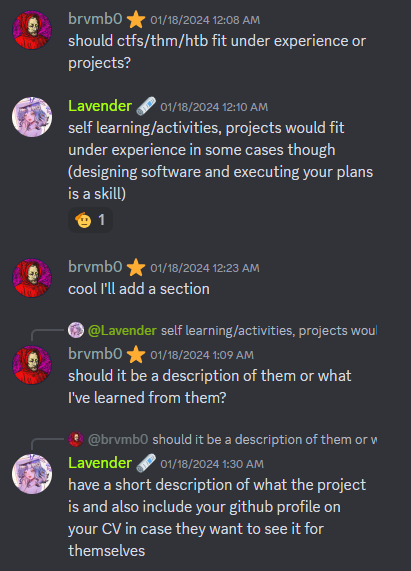 brvmb0 01/18/2024 12:08 AM
should ctfs/thm/htb fit under experience or
projects?
Lavender 01/18/2024 12:10 AM
self learning/activities, projects would fit
under experience in some cases though
(designing software and executing your plans
is a skill)
1
brvmb0 01/18/2024 12:23 AM
cool I'll add a section
@Lavender self learning/activities, projects woul
brvmb0 01/18/2024 1:09 AM
should it be a description of them or what
I've learned from them?
@brvmb0 should it be a description of them or w
Lavender 01/18/2024 1:30 AM
have a short description of what the project
is and also include your github profile on
your CV in case they want to see it for
themselves